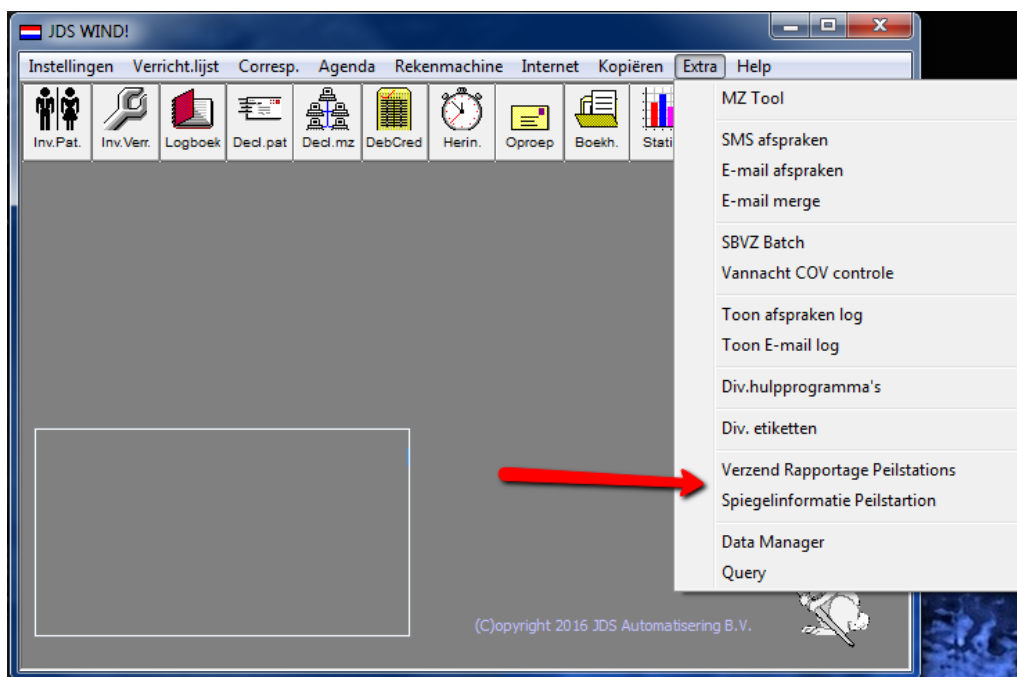 JDS WIND!
Instellingen Verricht.lijst Corresp. Agenda Rekenmachine Internet Kopiëren Extra Help
Inv.Pat. Inv.Verr. Logboek Decl.pat Decl.mz DebCred Herin. Oproep Boekh. Stati
MZ Tool
SMS afspraken
E-mail afspraken
E-mail merge
SBVZ Batch
Vannacht COV controle
Toon afspraken log
Toon E-mail log
Div.hulpprogramma's
Div. etiketten
Verzend Rapportage Peilstations
Spiegelinformatie Peilstartion
Data Manager
Query
(C)opyright 2016 JDS Automatisering B.V.